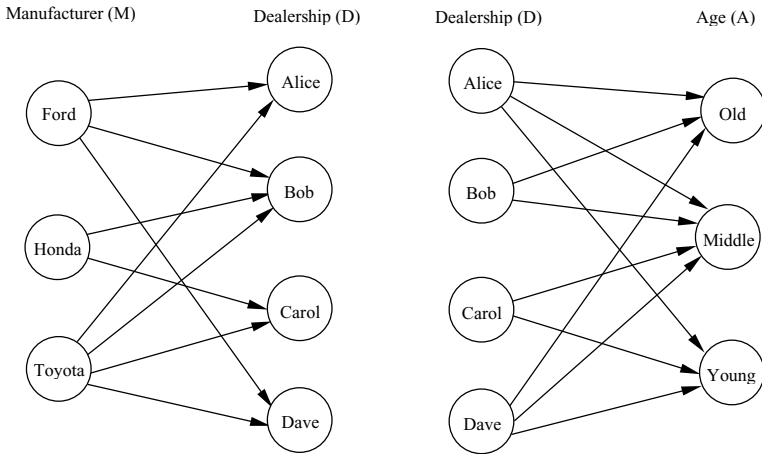 Manufacturer (M)
Dealership (D)
Ford
Honda
Toyota
Alice
Bob
Carol
Dave
Dealership (D)
Age (A)
Alice
Bob
Carol
Dave
Old
Middle
Young